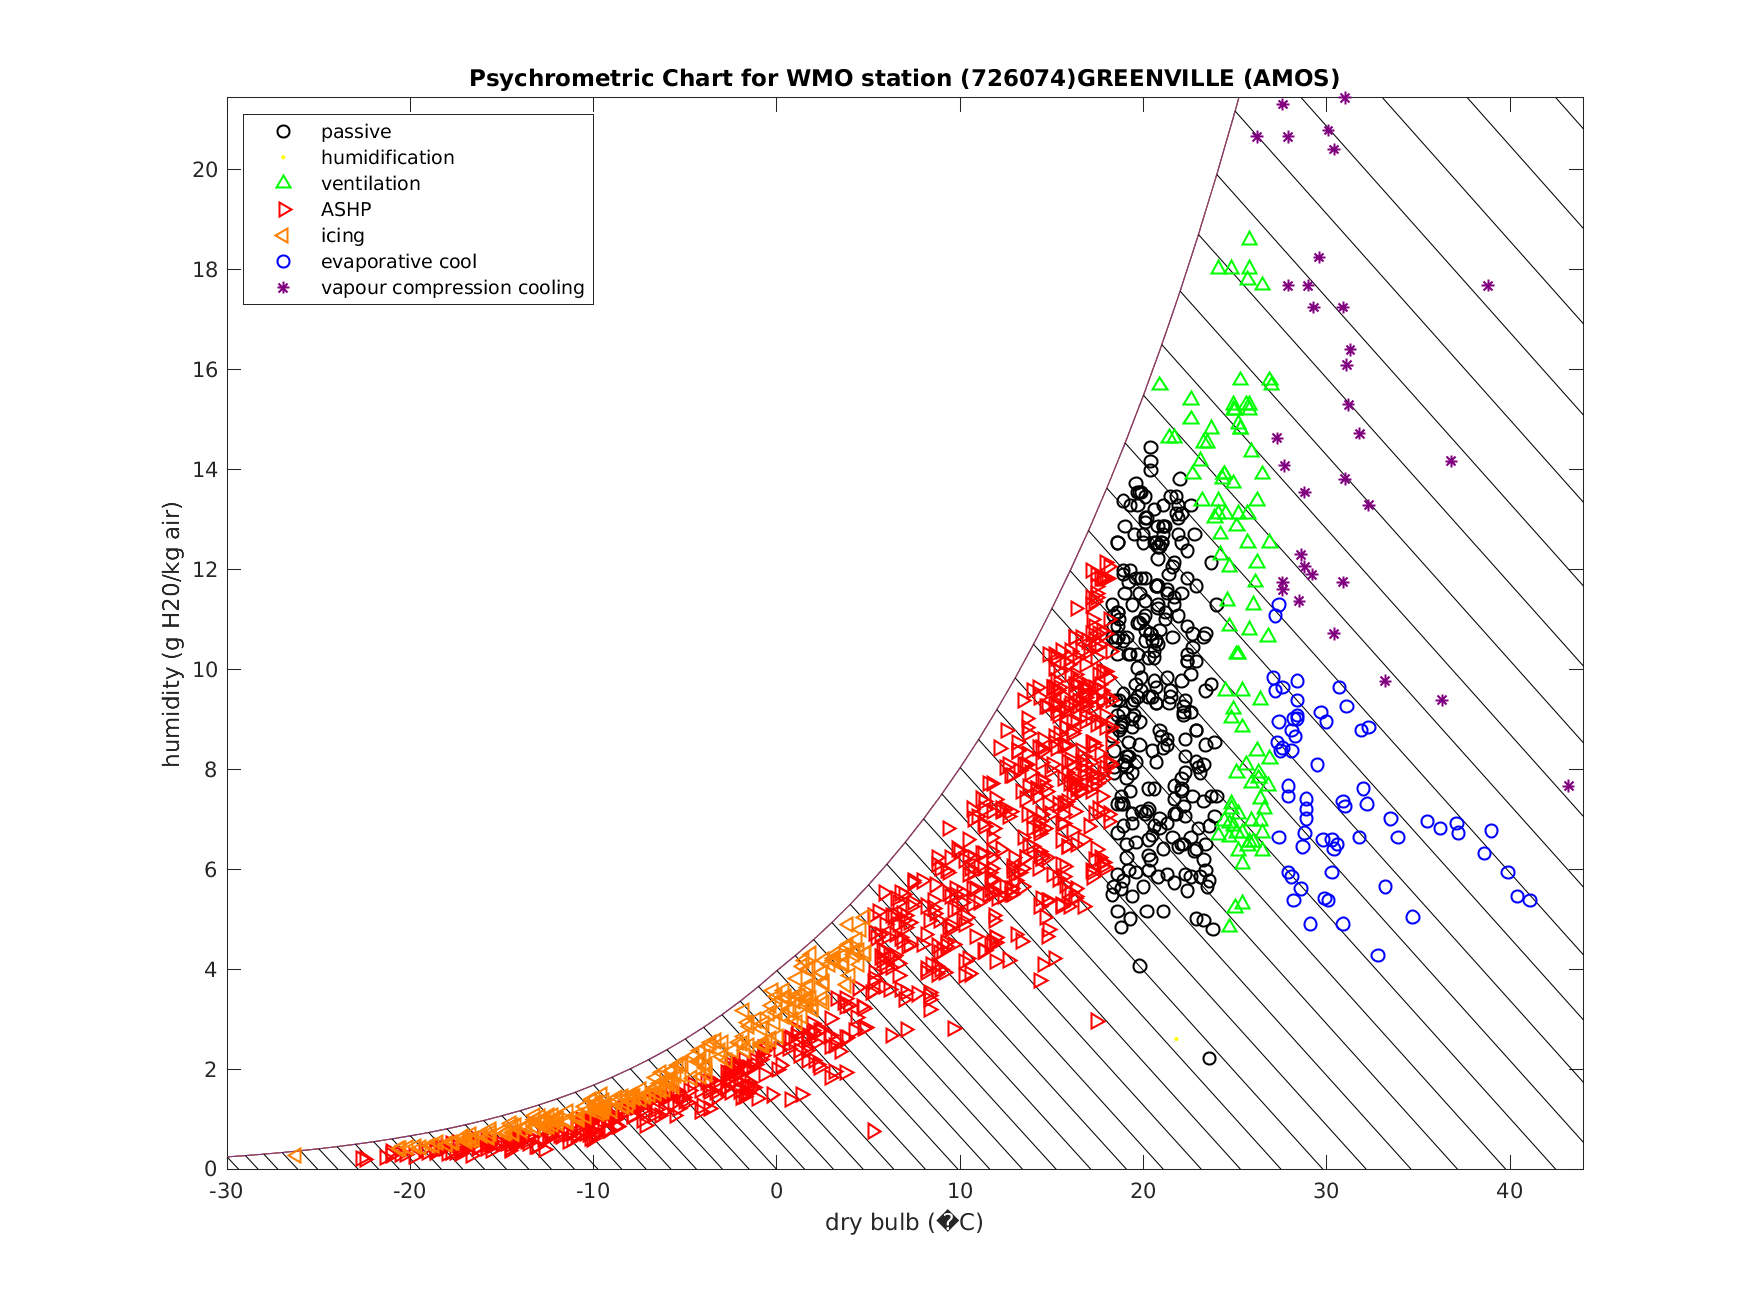 Psychrometric Chart for WMO station (726074)GREENVILLE (AMOS)
passive
humidification
ventilation
ASHP
icing
evaporative cool
vapour compression cooling
humidity (g H20/kg air)
20
18
16
14
12
10
8
6
4
2
0
-30 -20 -10 0 10 20 30 40
dry bulb (�C)